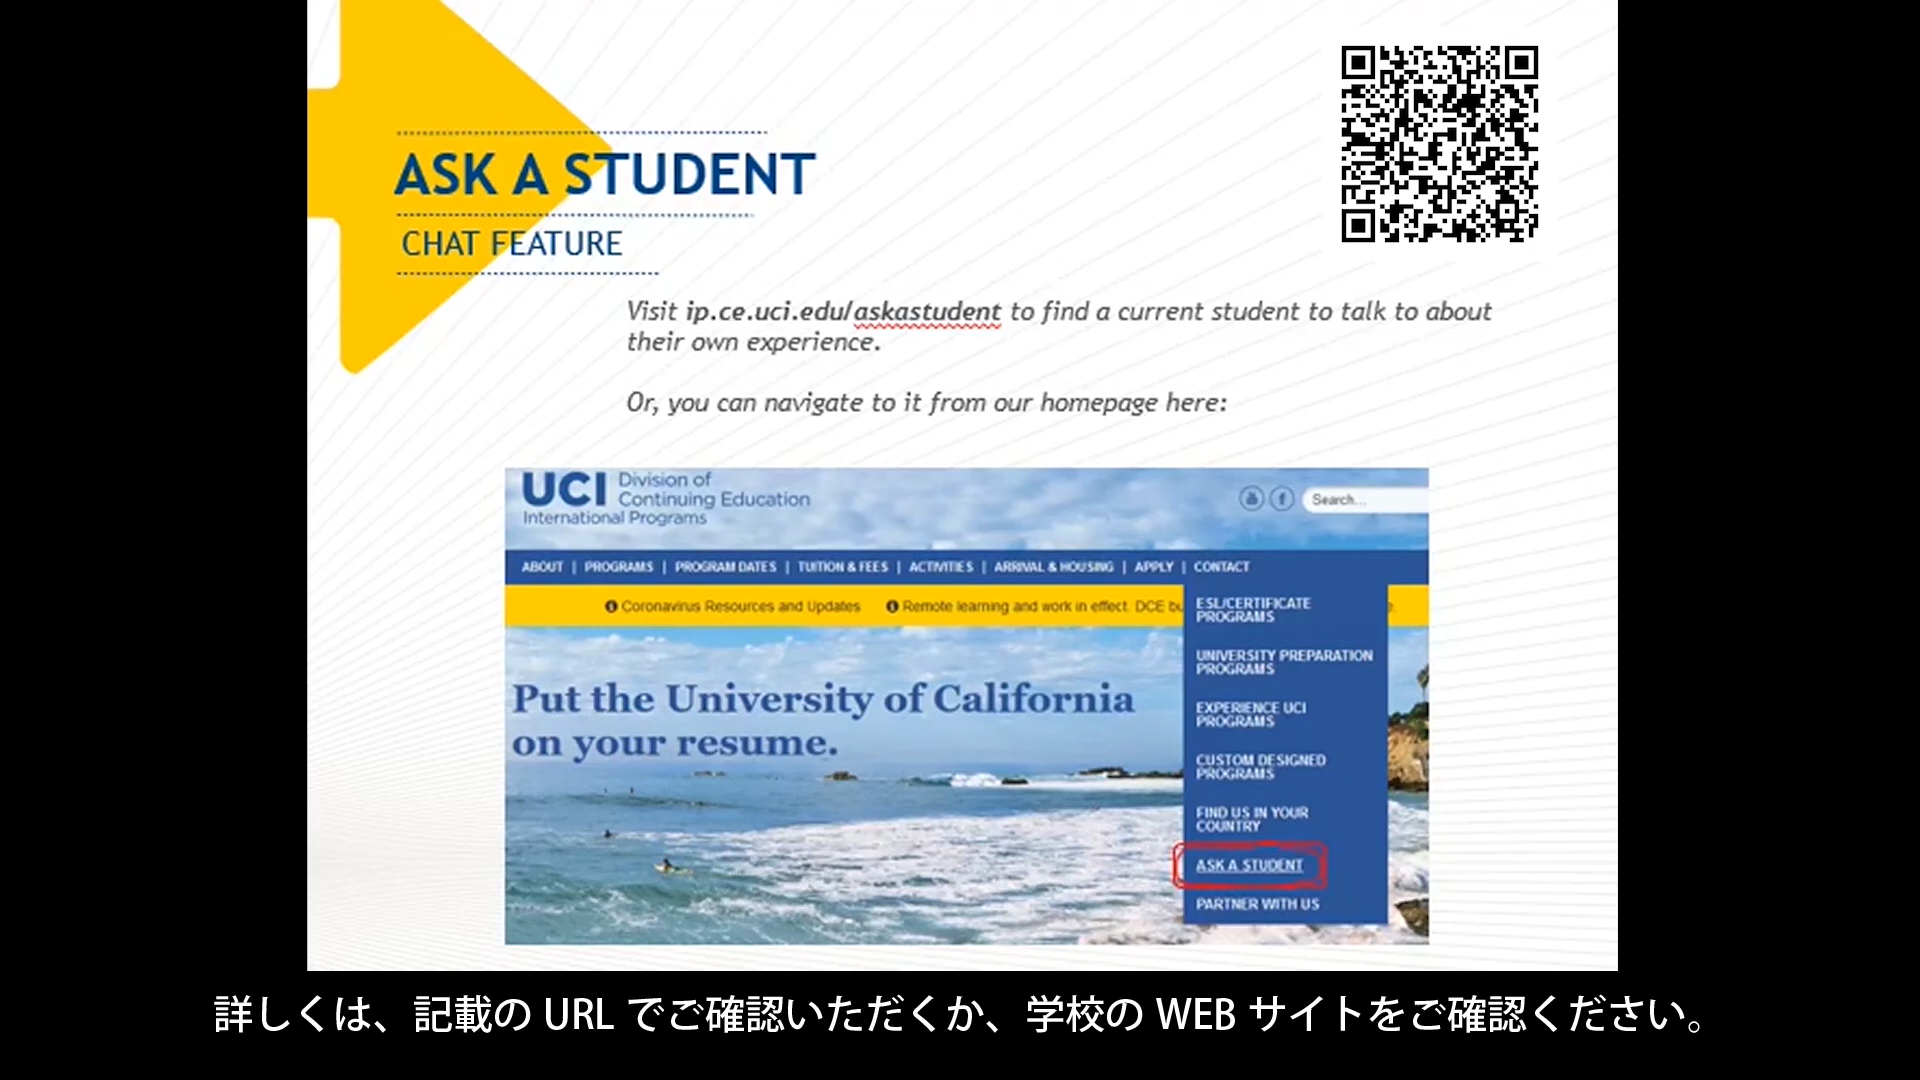 ASK A STUDENT
CHAT FEATURE
Visit ip.ce.uci.edu/askastudent to find a current student to talk to about
their own experience.
Or, you can navigate to it from our homepage here:
UCI Division of
Continuing Education
International Programs
Search...
ABOUT | PROGRAMS | PROGRAM DATES | TUITION & FEES | ACTIVITIES | ARRIVAL & HOUSING | APPLY | CONTACT
Coronavirus Resources and Updates Remote learning and work in effect. DCE bu
ESL/CERTIFICATE
PROGRAMS
UNIVERSITY PREPARATION
PROGRAMS
EXPERIENCE UCI
PROGRAMS
CUSTOM DESIGNED
PROGRAMS
FIND US IN YOUR
COUNTRY
ASK A STUDENT
PARTNER WITH US
Put the University of California
on your resume.
詳しくは、記載の URL でご確認いただくか、学校の WEB サイトをご確認ください。